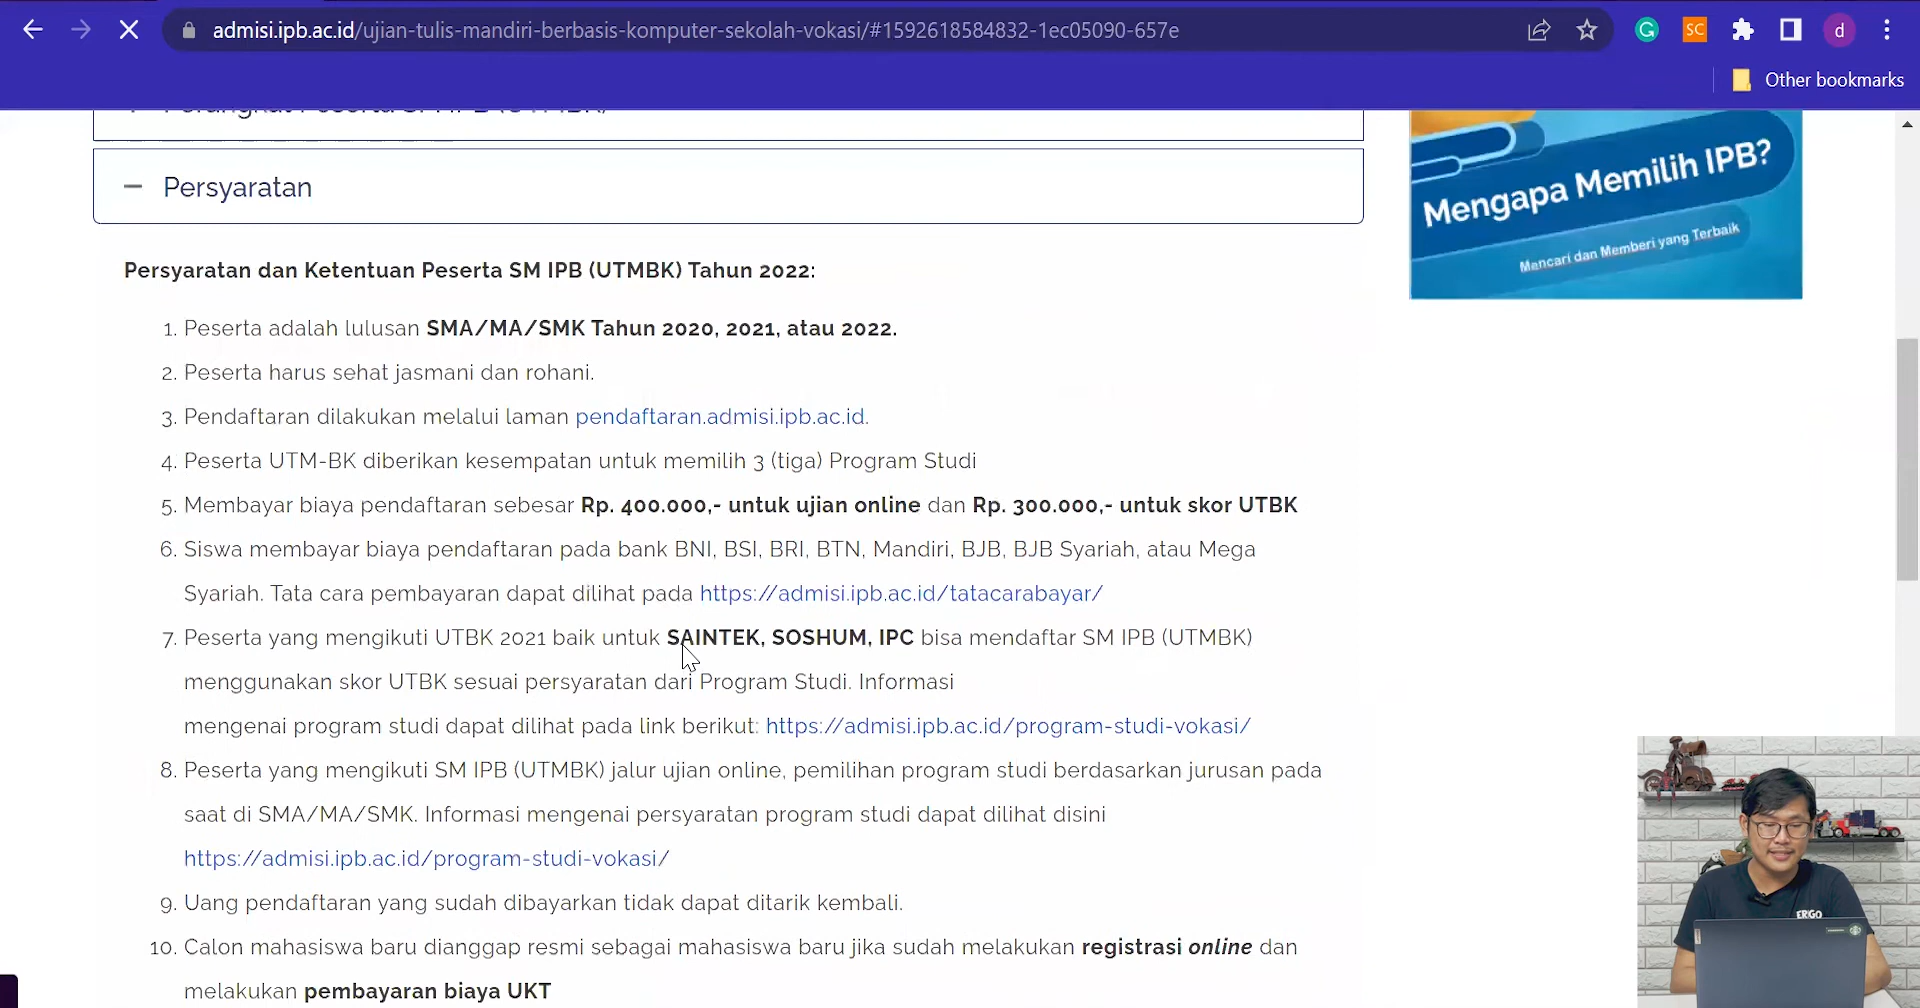 admisi.ipb.ac.id/ujian-tulis-mandiri-berbasis-komputer-sekolah-vokasi/#1592618584832-1ec05090-657e
SC
d
Other bookmarks
Perangkat Peserta SM IPB (UTMBK)
Persyaratan
Mengapa Memilih IPB?
Mencari dan Memberi yang Terbaik
Persyaratan dan Ketentuan Peserta SM IPB (UTMBK) Tahun 2022:
1. Peserta adalah lulusan SMA/MA/SMK Tahun 2020, 2021, atau 2022.
2. Peserta harus sehat jasmani dan rohani.
3. Pendaftaran dilakukan melalui laman pendaftaran.admisi.ipb.ac.id.
4. Peserta UTM-BK diberikan kesempatan untuk memilih 3 (tiga) Program Studi
5. Membayar biaya pendaftaran sebesar Rp. 400.000,- untuk ujian online dan Rp. 300.000,- untuk skor UTBK
6. Siswa membayar biaya pendaftaran pada bank BNI, BSI, BRI, BTN, Mandiri, BJB, BJB Syariah, atau Mega
Syariah. Tata cara pembayaran dapat dilihat pada https://admisi.ipb.ac.id/tatacarabayar/
7. Peserta yang mengikuti UTBK 2021 baik untuk SAINTEK, SOSHUM, IPC bisa mendaftar SM IPB (UTMBK)
menggunakan skor UTBK sesuai persyaratan dari Program Studi. Informasi
mengenai program studi dapat dilihat pada link berikut: https://admisi.ipb.ac.id/program-studi-vokasi/
8. Peserta yang mengikuti SM IPB (UTMBK) jalur ujian online, pemilihan program studi berdasarkan jurusan pada
saat di SMA/MA/SMK. Informasi mengenai persyaratan program studi dapat dilihat disini
https://admisi.ipb.ac.id/program-studi-vokasi/
9. Uang pendaftaran yang sudah dibayarkan tidak dapat ditarik kembali.
10. Calon mahasiswa baru dianggap resmi sebagai mahasiswa baru jika sudah melakukan registrasi online dan
melakukan pembayaran biaya UKT
ERIGO